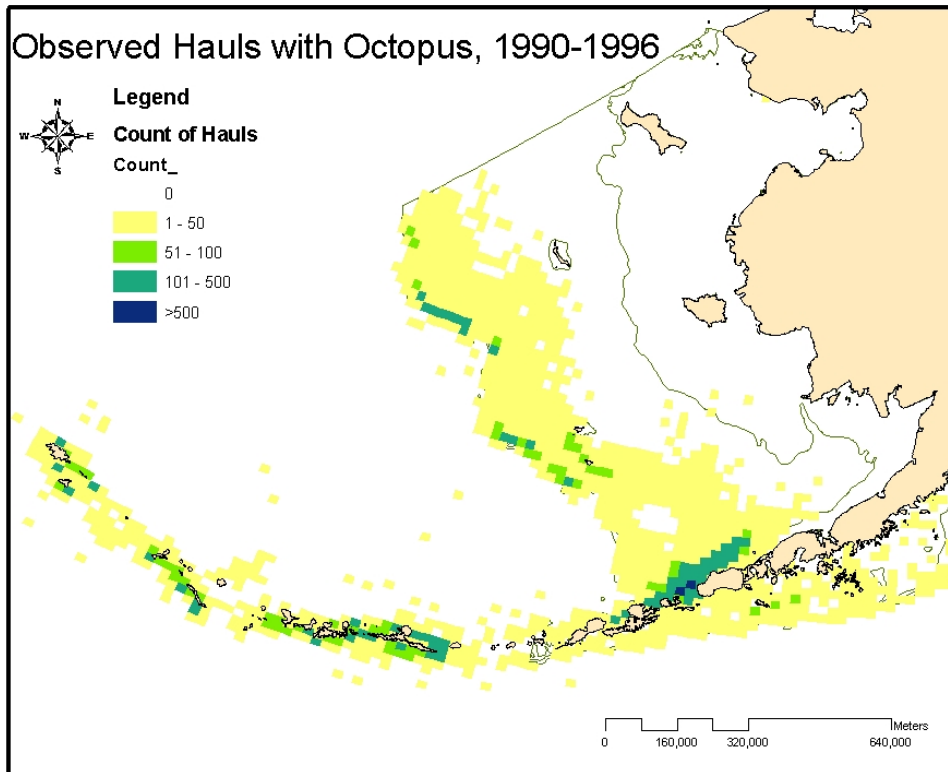 Observed Hauls with Octopus, 1990-1996
Legend
N
W E
S
Count of Hauls
Count_
0
1 - 50
51 - 100
101 - 500
>500
Meters
0 160,000 320,000 640,000